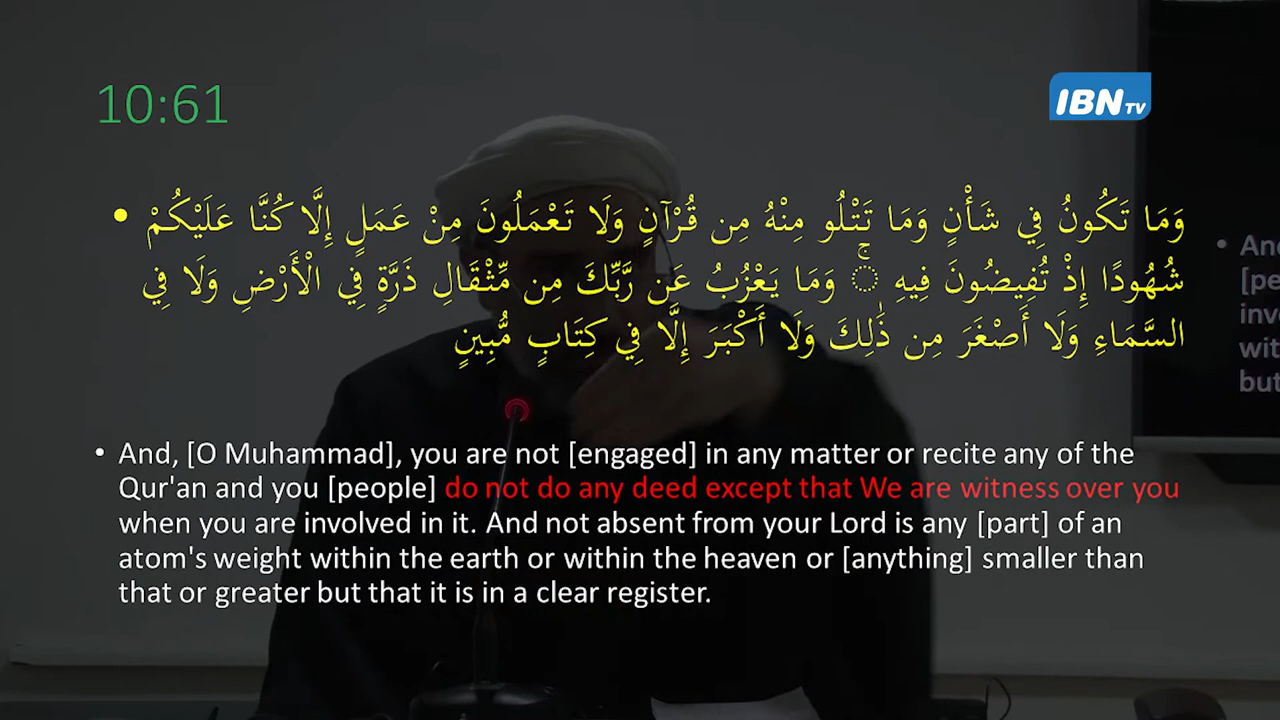 10:61
IBN TV
• وَمَا تَكُونُ فِي شَأْنٍ وَمَا تَتْلُو مِنْهُ مِن قُرْآنٍ وَلَا تَعْمَلُونَ مِنْ عَمَلٍ إِلَّا كُنَّا عَلَيْكُمْ
شُهُودًا إِذْ تُفِيضُونَ فِيهِ ۚ وَمَا يَعْزُبُ عَن رَّبِّكَ مِن مِّثْقَالِ ذَرَّةٍ فِي الْأَرْضِ وَلَا فِي
السَّمَاءِ وَلَا أَصْغَرَ مِن ذَٰلِكَ وَلَا أَكْبَرَ إِلَّا فِي كِتَابٍ مُّبِينٍ
• And, [O Muhammad], you are not [engaged] in any matter or recite any of the
Qur'an and you [people] do not do any deed except that We are witness over you
when you are involved in it. And not absent from your Lord is any [part] of an
atom's weight within the earth or within the heaven or [anything] smaller than
that or greater but that it is in a clear register.